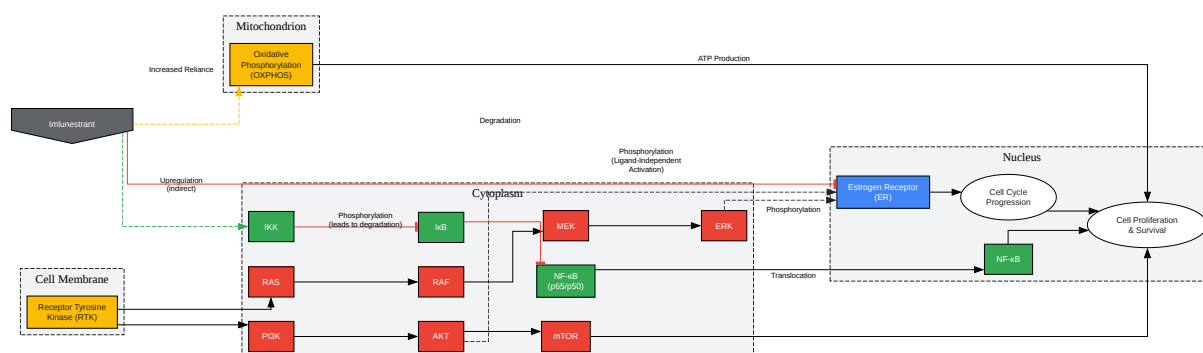 Mitochondrion
Oxidative
Phosphorylation
(OXPHOS)
ATP Production
Increased Reliance
Imlunestrant
Degradation
Phosphorylation
(Ligand-Independent
Activation)
Nucleus
Upregulation
(indirect)
Cytoplasm
Estrogen Receptor
(ER)
Cell Cycle
Progression
Phosphorylation
(leads to degradation)
IKK
IκB
MEK
ERK
Phosphorylation
Cell Proliferation
& Survival
NF-κB
Cell Membrane
RAS
RAF
NF-κB
(p65/p50)
Translocation
Receptor Tyrosine
Kinase (RTK)
PI3K
AKT
mTOR